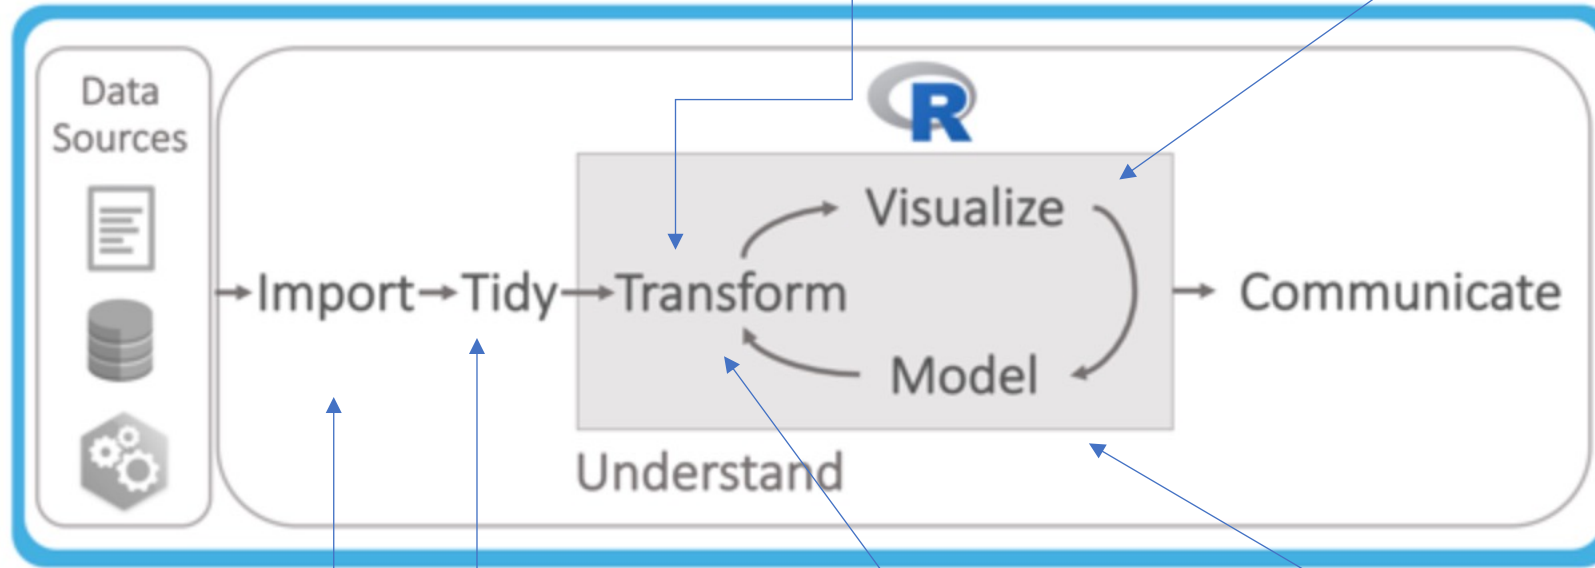 Data
Sources
R
Visualize
Import Tidy Transform
Communicate
Model
Understand